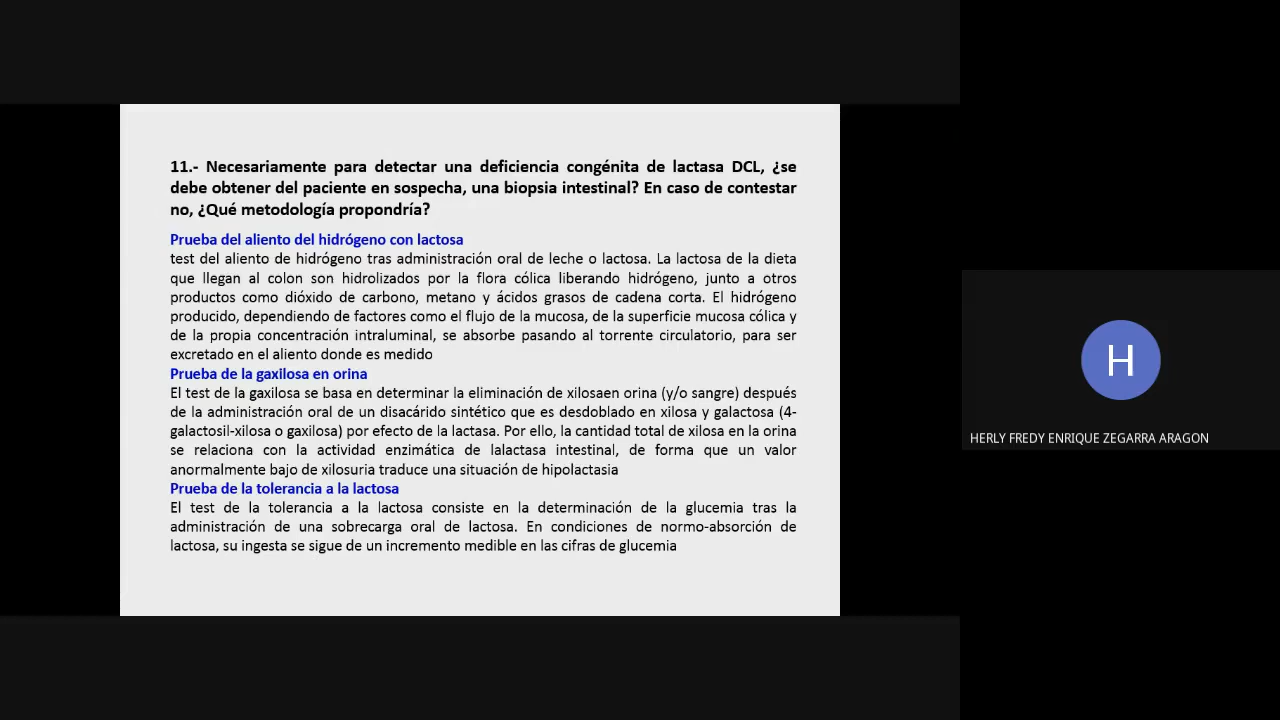 11.- Necesariamente para detectar una deficiencia congénita de lactasa DCL, ¿se
debe obtener del paciente en sospecha, una biopsia intestinal? En caso de contestar
no, ¿Qué metodología propondría?
Prueba del aliento del hidrógeno con lactosa
test del aliento de hidrógeno tras administración oral de leche o lactosa. La lactosa de la dieta
que llegan al colon son hidrolizados por la flora cólica liberando hidrógeno, junto a otros
productos como dióxido de carbono, metano y ácidos grasos de cadena corta. El hidrógeno
producido, dependiendo de factores como el flujo de la mucosa, de la superficie mucosa cólica y
de la propia concentración intraluminal, se absorbe pasando al torrente circulatorio, para ser
excretado en el aliento donde es medido
Prueba de la gaxilosa en orina
El test de la gaxilosa se basa en determinar la eliminación de xilosaen orina (y/o sangre) después
de la administración oral de un disacárido sintético que es desdoblado en xilosa y galactosa (4-
galactosil-xilosa o gaxilosa) por efecto de la lactasa. Por ello, la cantidad total de xilosa en la orina
se relaciona con la actividad enzimática de lalactasa intestinal, de forma que un valor
anormalmente bajo de xilosuria traduce una situación de hipolactasia
Prueba de la tolerancia a la lactosa
El test de la tolerancia a la lactosa consiste en la determinación de la glucemia tras la
administración de una sobrecarga oral de lactosa. En condiciones de normo-absorción de
lactosa, su ingesta se sigue de un incremento medible en las cifras de glucemia
H
HERLY FREDY ENRIQUE ZEGARRA ARAGON